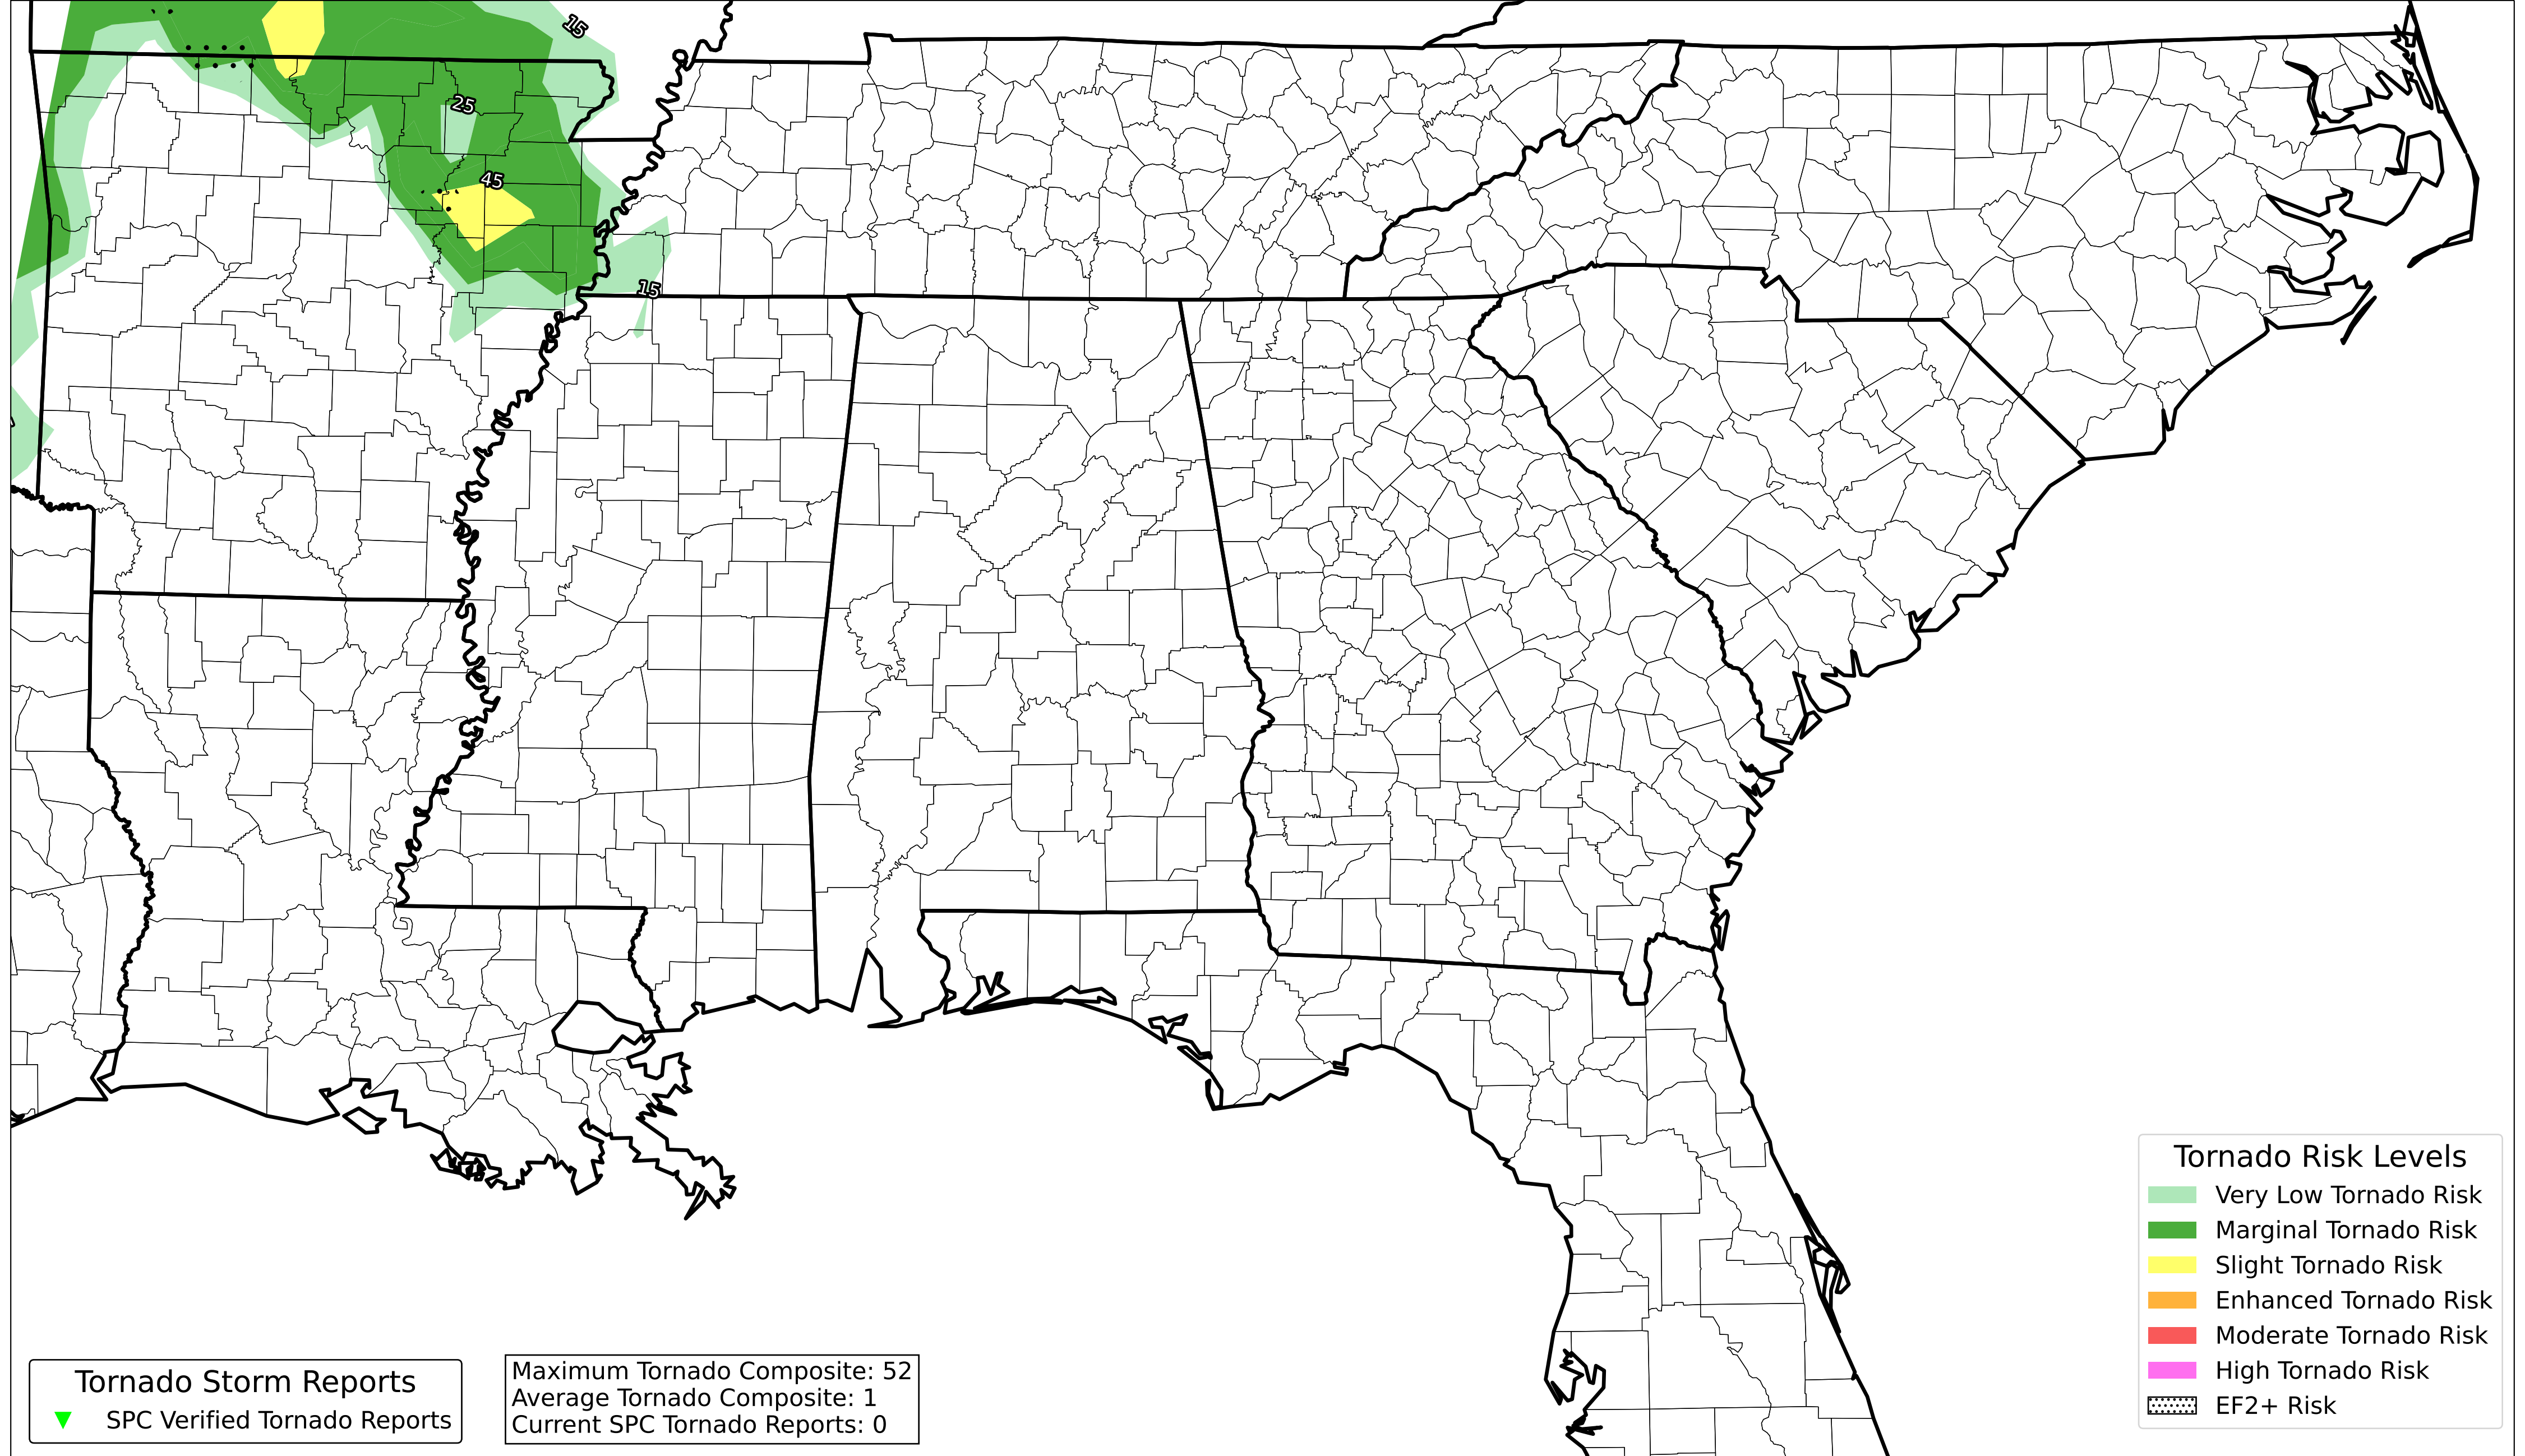 15
25
45
15
Tornado Risk Levels
Very Low Tornado Risk
Marginal Tornado Risk
Slight Tornado Risk
Enhanced Tornado Risk
Moderate Tornado Risk
High Tornado Risk
EF2+ Risk
Tornado Storm Reports
SPC Verified Tornado Reports
Maximum Tornado Composite: 52
Average Tornado Composite: 1
Current SPC Tornado Reports: 0